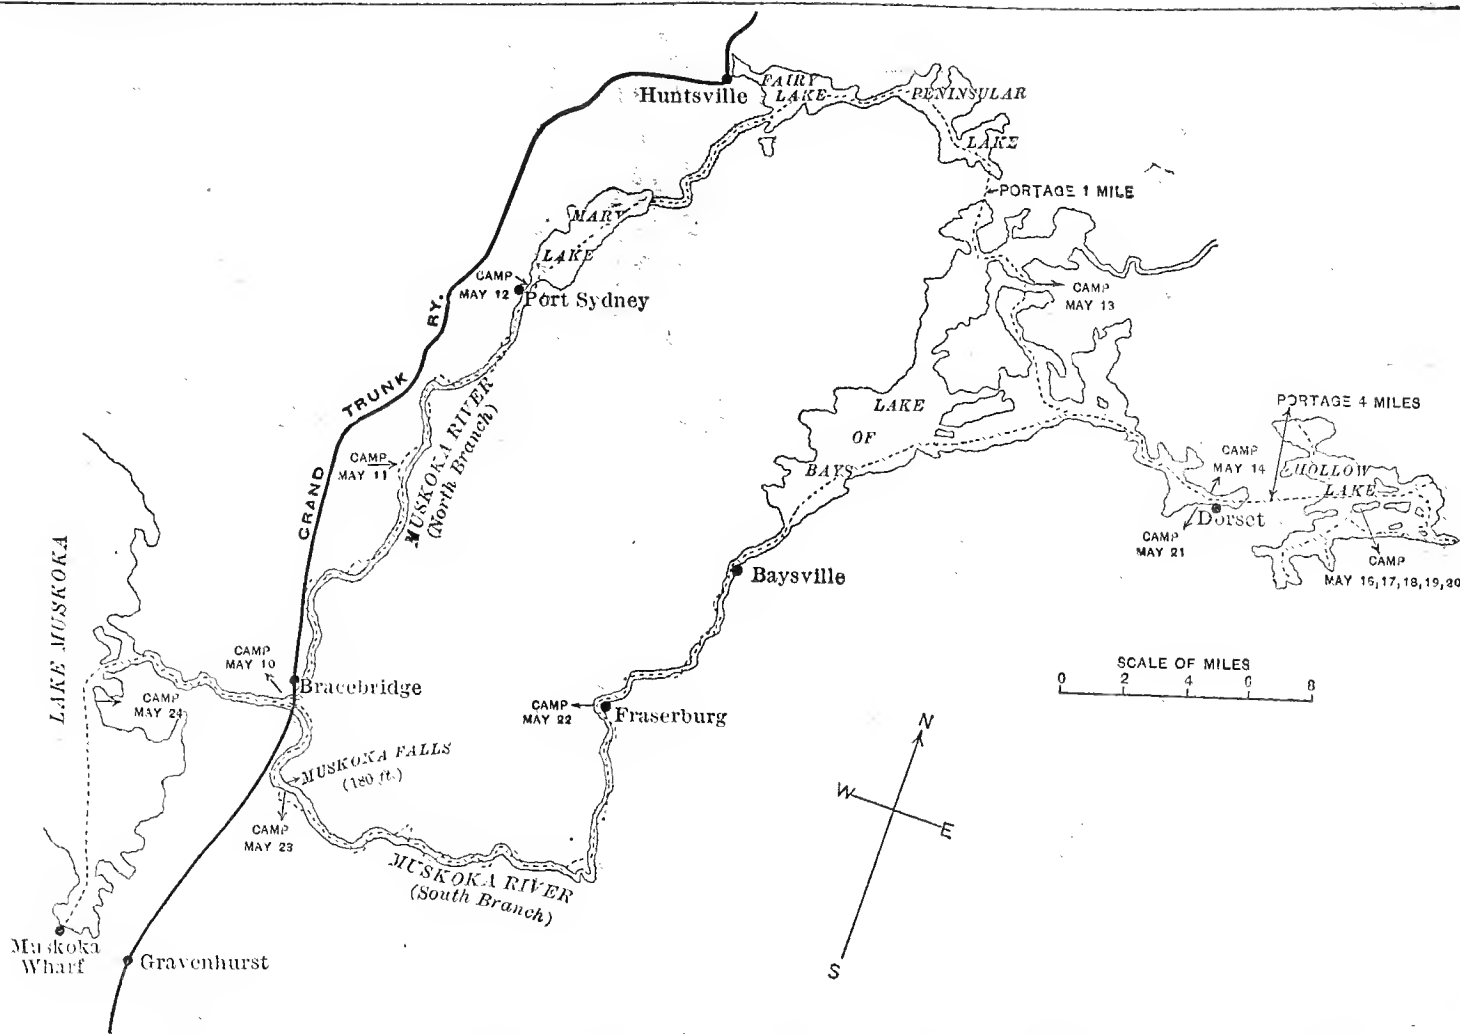 Huntsville
FAIRY
LAKE
PENINSULAR
LAKE
PORTAGE 1 MILE
MARY
LAKE
CAMP
MAY 12
Port Sydney
CAMP
MAY 13
GRAND TRUNK RY.
LAKE
OF
BAYS
PORTAGE 4 MILES
CAMP
MAY 14
HOLLOW
LAKE
Dorset
CAMP
MAY 21
CAMP
MAY 16,17,18,19,20
CAMP
MAY 11
MUSKOKA RIVER
(North Branch)
Baysville
LAKE MUSKOKA
CAMP
MAY 10
Bracebridge
CAMP
MAY 24
CAMP
MAY 22
Fraserburg
SCALE OF MILES
0 2 4 6 8
MUSKOKA FALLS
(180 ft.)
CAMP
MAY 23
MUSKOKA RIVER
(South Branch)
N
W
E
S
Muskoka
Wharf
Gravenhurst